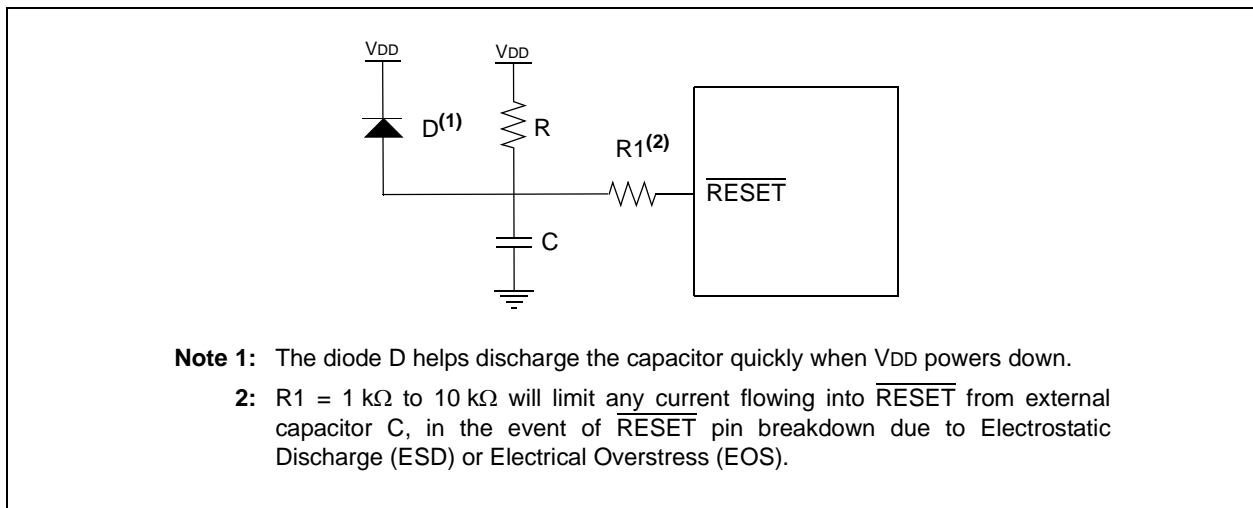 VDD VDD
D(1) R
R1(2)
RESET
C
Note 1: The diode D helps discharge the capacitor quickly when VDD powers down.
2: R1 = 1 kΩ to 10 kΩ will limit any current flowing into RESET from external
capacitor C, in the event of RESET pin breakdown due to Electrostatic
Discharge (ESD) or Electrical Overstress (EOS).